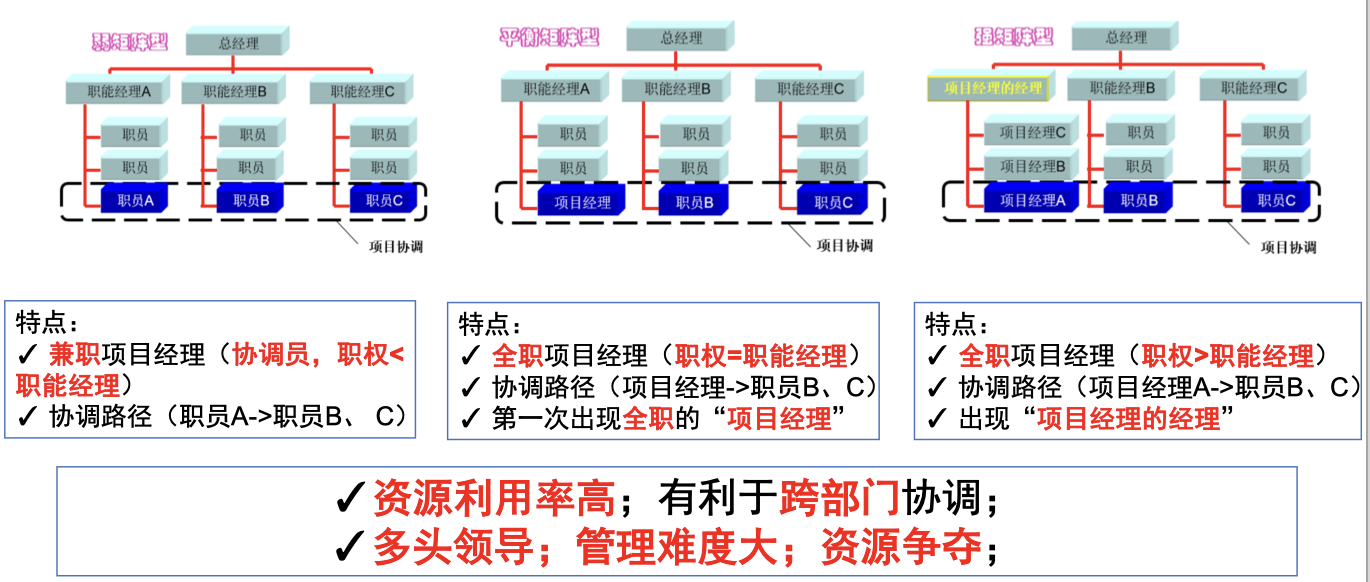 弱矩阵型
总经理
职能经理A
职能经理B
职能经理C
职员
职员
职员
职员
职员
职员
职员A
职员B
职员C
项目协调
平衡矩阵型
总经理
职能经理A
职能经理B
职能经理C
职员
职员
职员
职员
职员
职员
项目经理
职员B
职员C
项目协调
强矩阵型
总经理
项目经理的经理
职能经理B
职能经理C
项目经理C
职员
职员
项目经理B
职员
职员
项目经理A
职员B
职员C
项目协调
特点：
✓ 兼职项目经理（协调员，职权<
职能经理）
✓ 协调路径（职员A->职员B、 C）
特点：
✓ 全职项目经理（职权=职能经理）
✓ 协调路径（项目经理->职员B、C）
✓ 第一次出现全职的“项目经理”
特点：
✓ 全职项目经理（职权>职能经理）
✓ 协调路径（项目经理A->职员B、C）
✓ 出现“项目经理的经理”
✓资源利用率高；有利于跨部门协调；
✓多头领导；管理难度大；资源争夺；